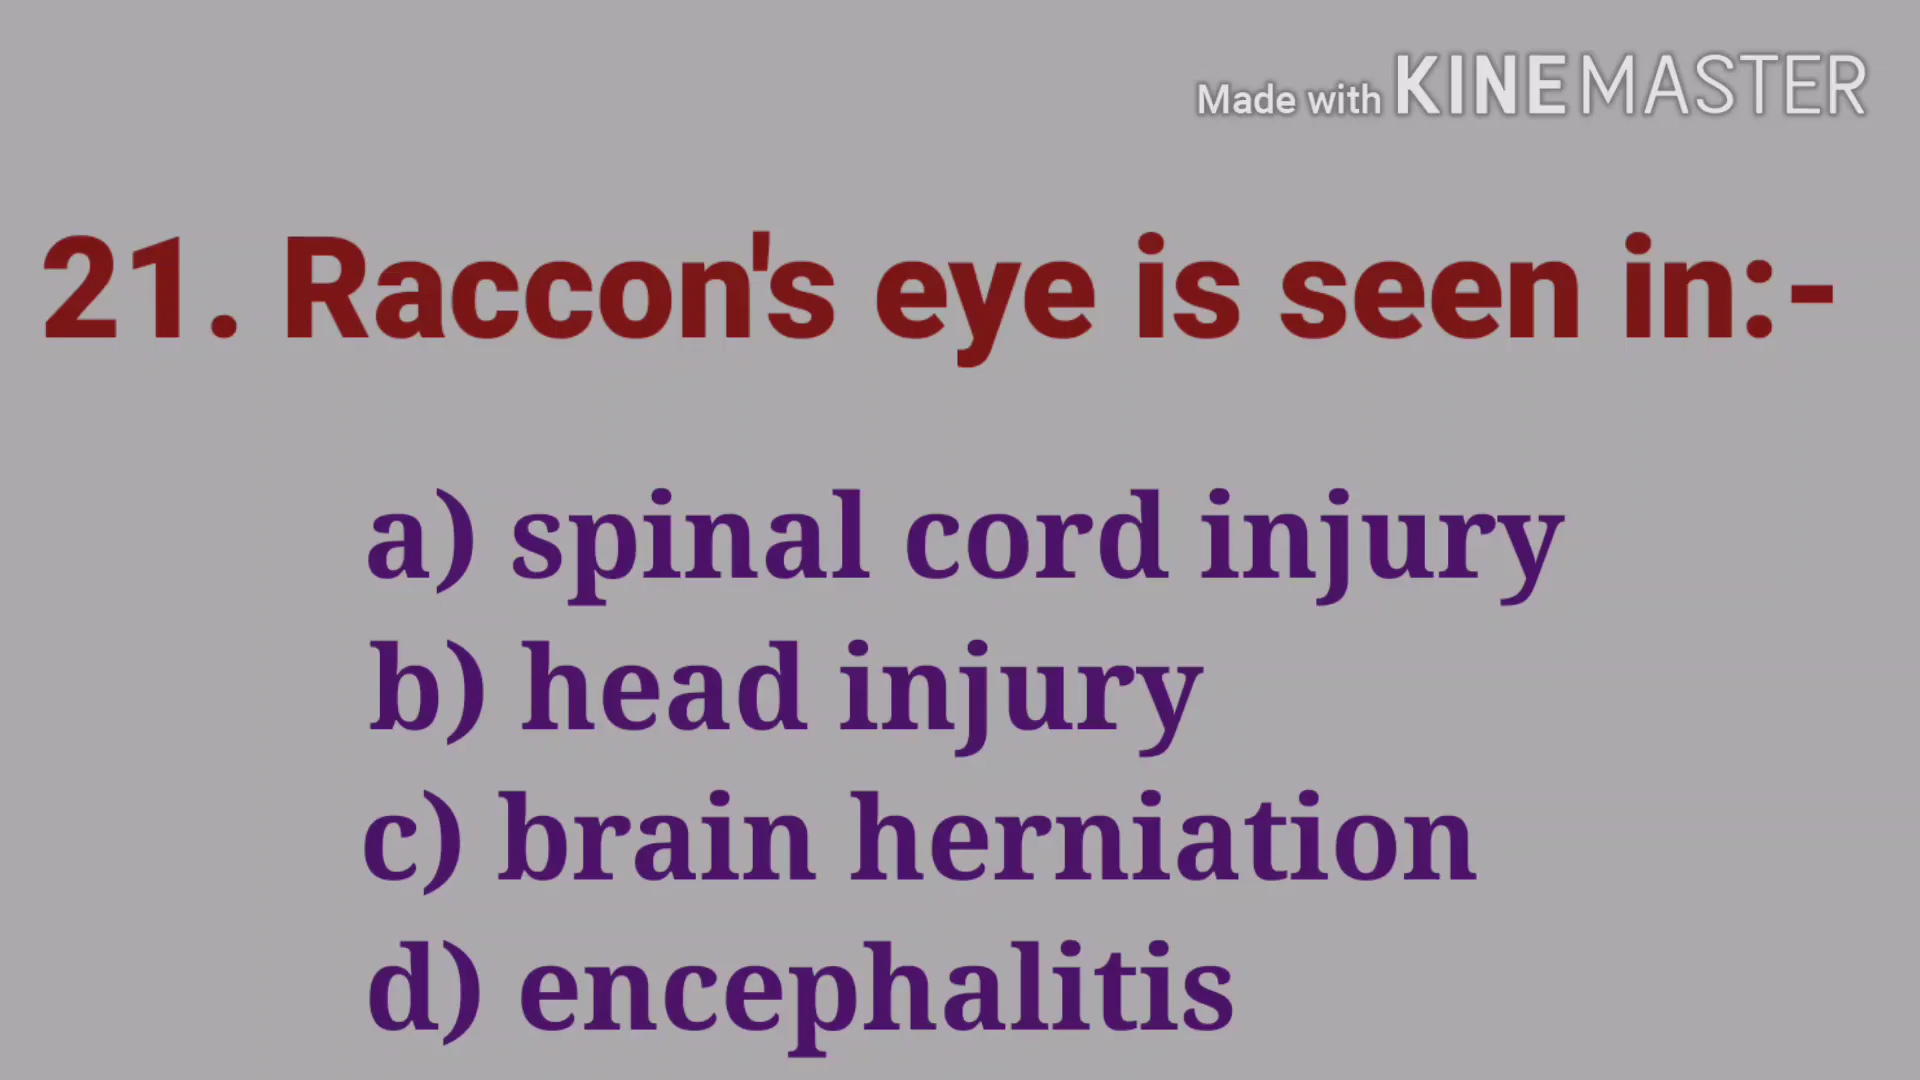 Made with KINEMASTER
21. Raccon's eye is seen in:-
a) spinal cord injury
b) head injury
c) brain herniation
d) encephalitis